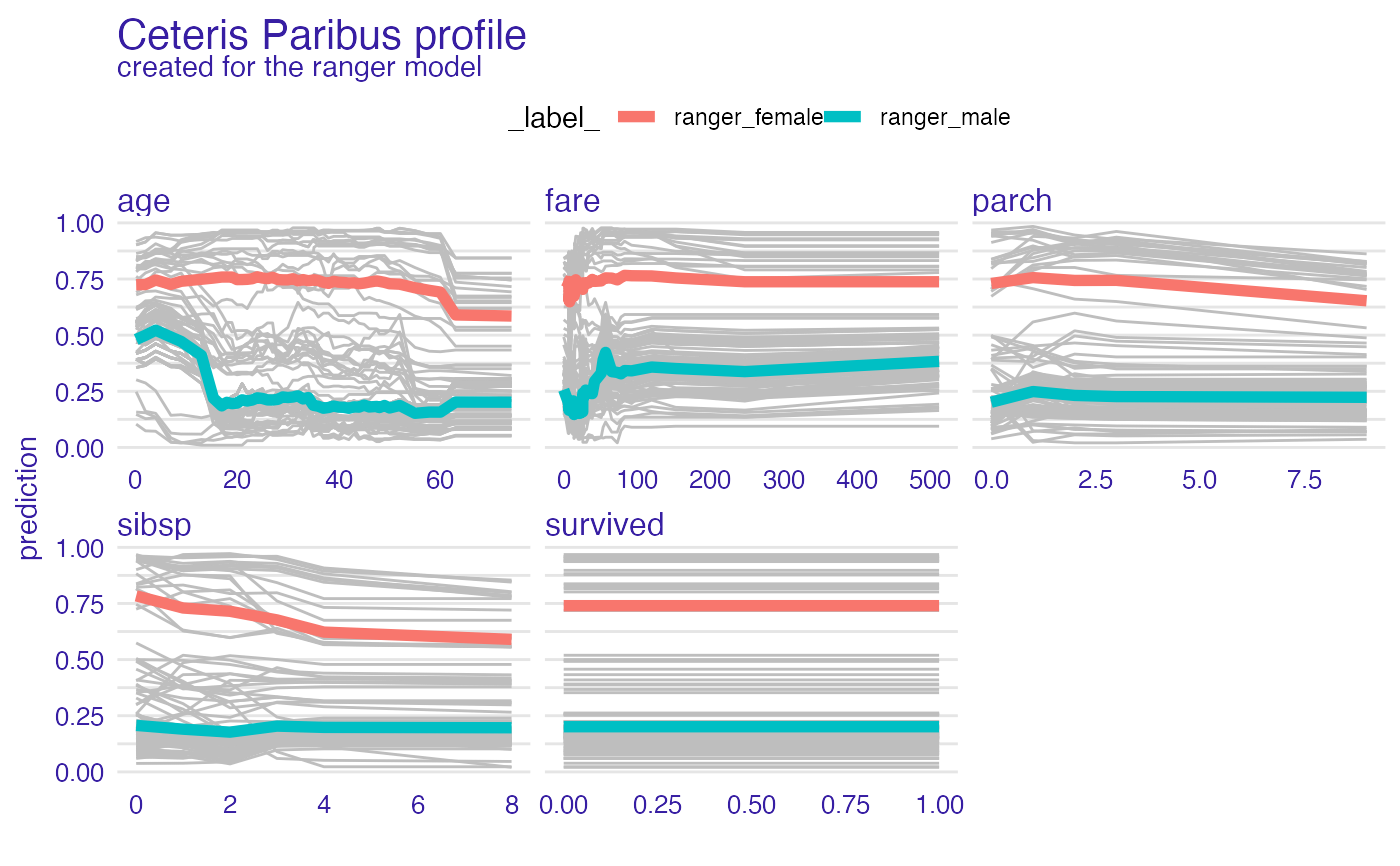 Ceteris Paribus profile
created for the ranger model
_label_ ranger_female ranger_male
age fare parch
1.00
0.75
0.50
0.25
0.00
0 20 40 60 0 100 200 300 400 500 0.0 2.5 5.0 7.5
prediction
sibsp survived
1.00
0.75
0.50
0.25
0.00
0 2 4 6 8 0.00 0.25 0.50 0.75 1.00